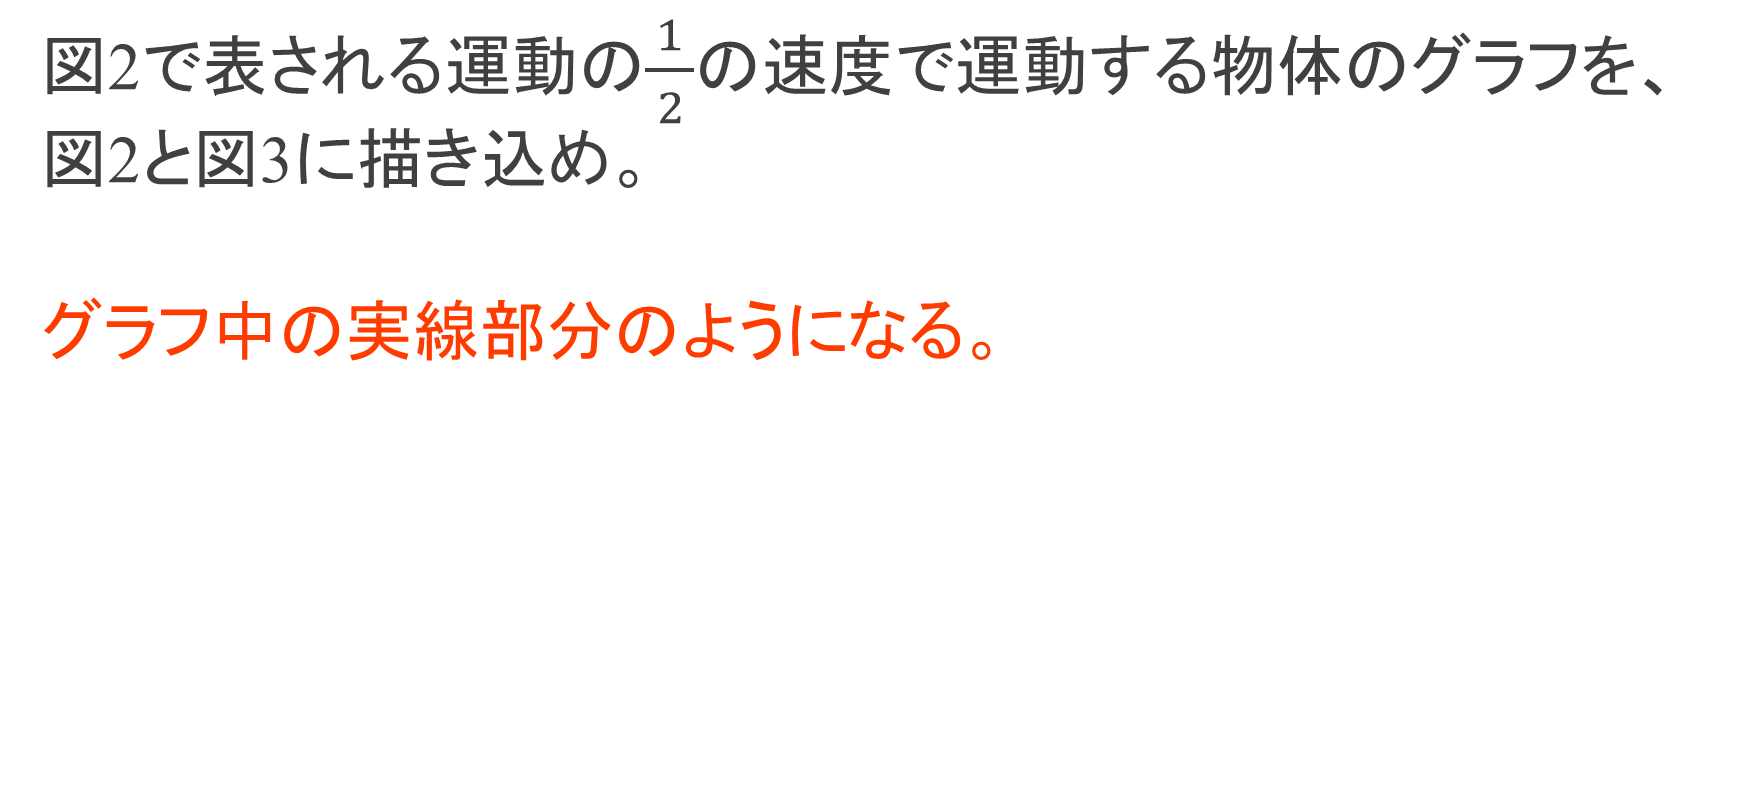 図2で表される運動の1/2の速度で運動する物体のグラフを、
図2と図3に描き込め。
グラフ中の実線部分のようになる。